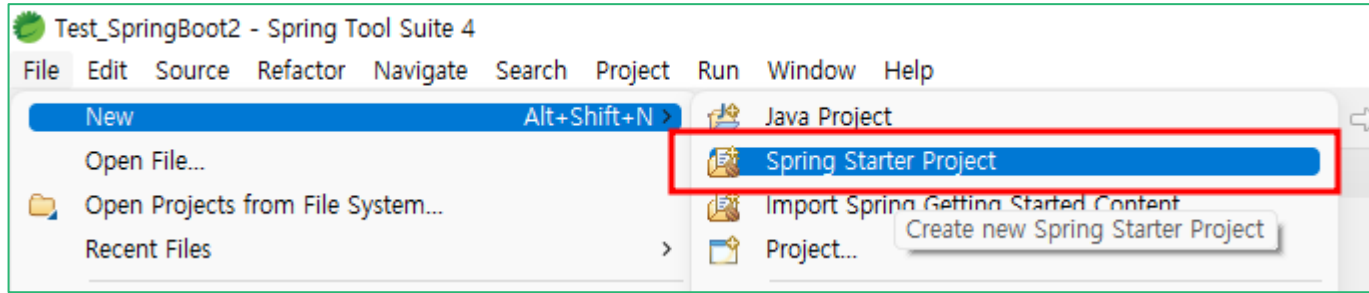 Test_SpringBoot2 - Spring Tool Suite 4
File Edit Source Refactor Navigate Search Project Run Window Help
New Alt+Shift+N >
Java Project
Open File...
Spring Starter Project
Open Projects from File System...
Import Spring Getting Started Content
Create new Spring Starter Project
Recent Files >
Project...